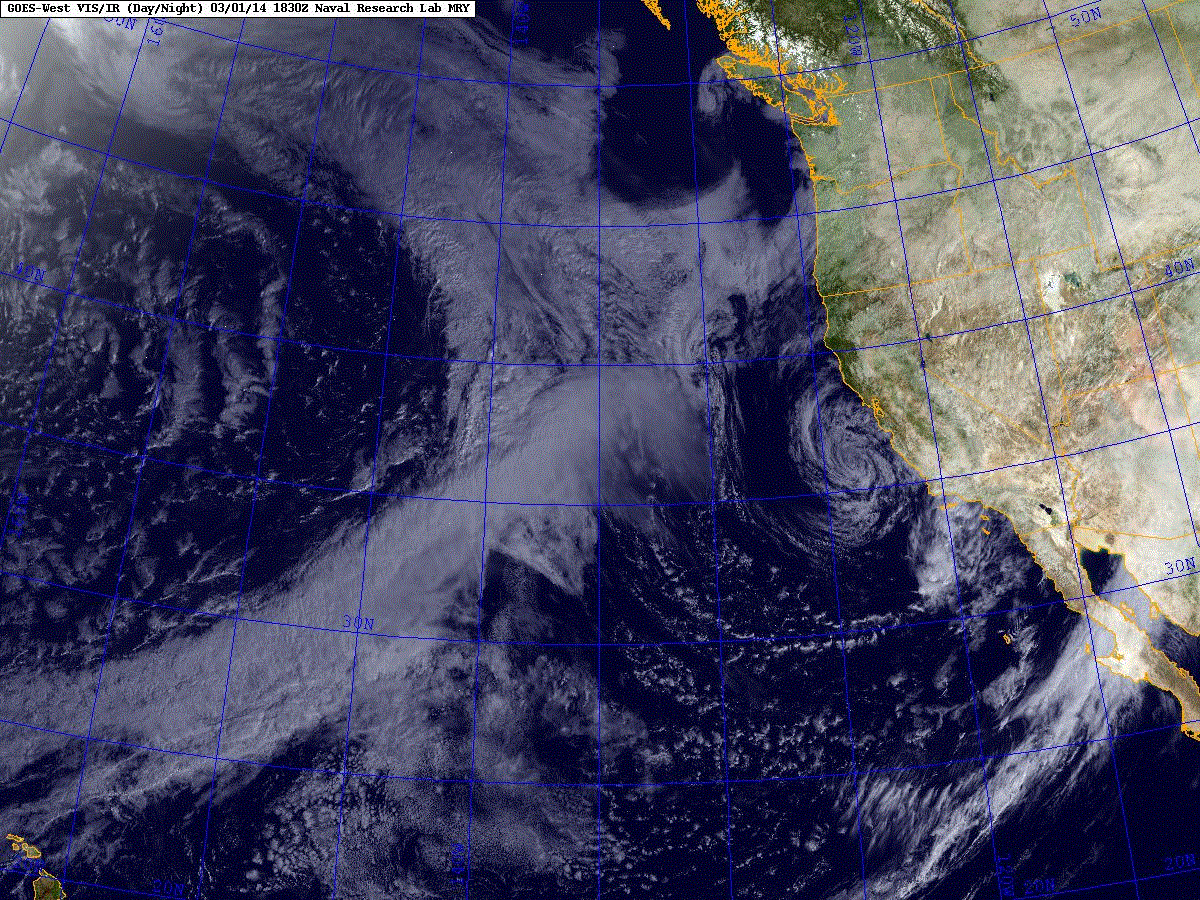 GOES-West VIS/IR (Day/Night) 03/01/14 1830Z Naval Research Lab MRY
50N
40N
40N
30N
30N
20N
20N
20N